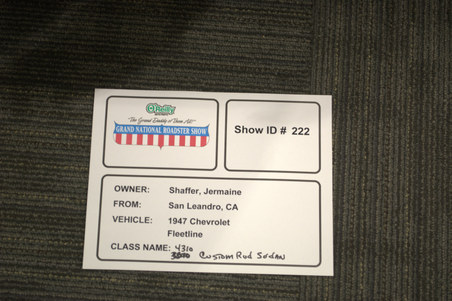 O'Reilly
"The Grand Daddy of Them All"
GRAND NATIONAL ROADSTER SHOW
Show ID # 222
OWNER: Shaffer, Jermaine
FROM: San Leandro, CA
VEHICLE: 1947 Chevrolet
Fleetline
CLASS NAME: 4310
Custom Rod Sedan